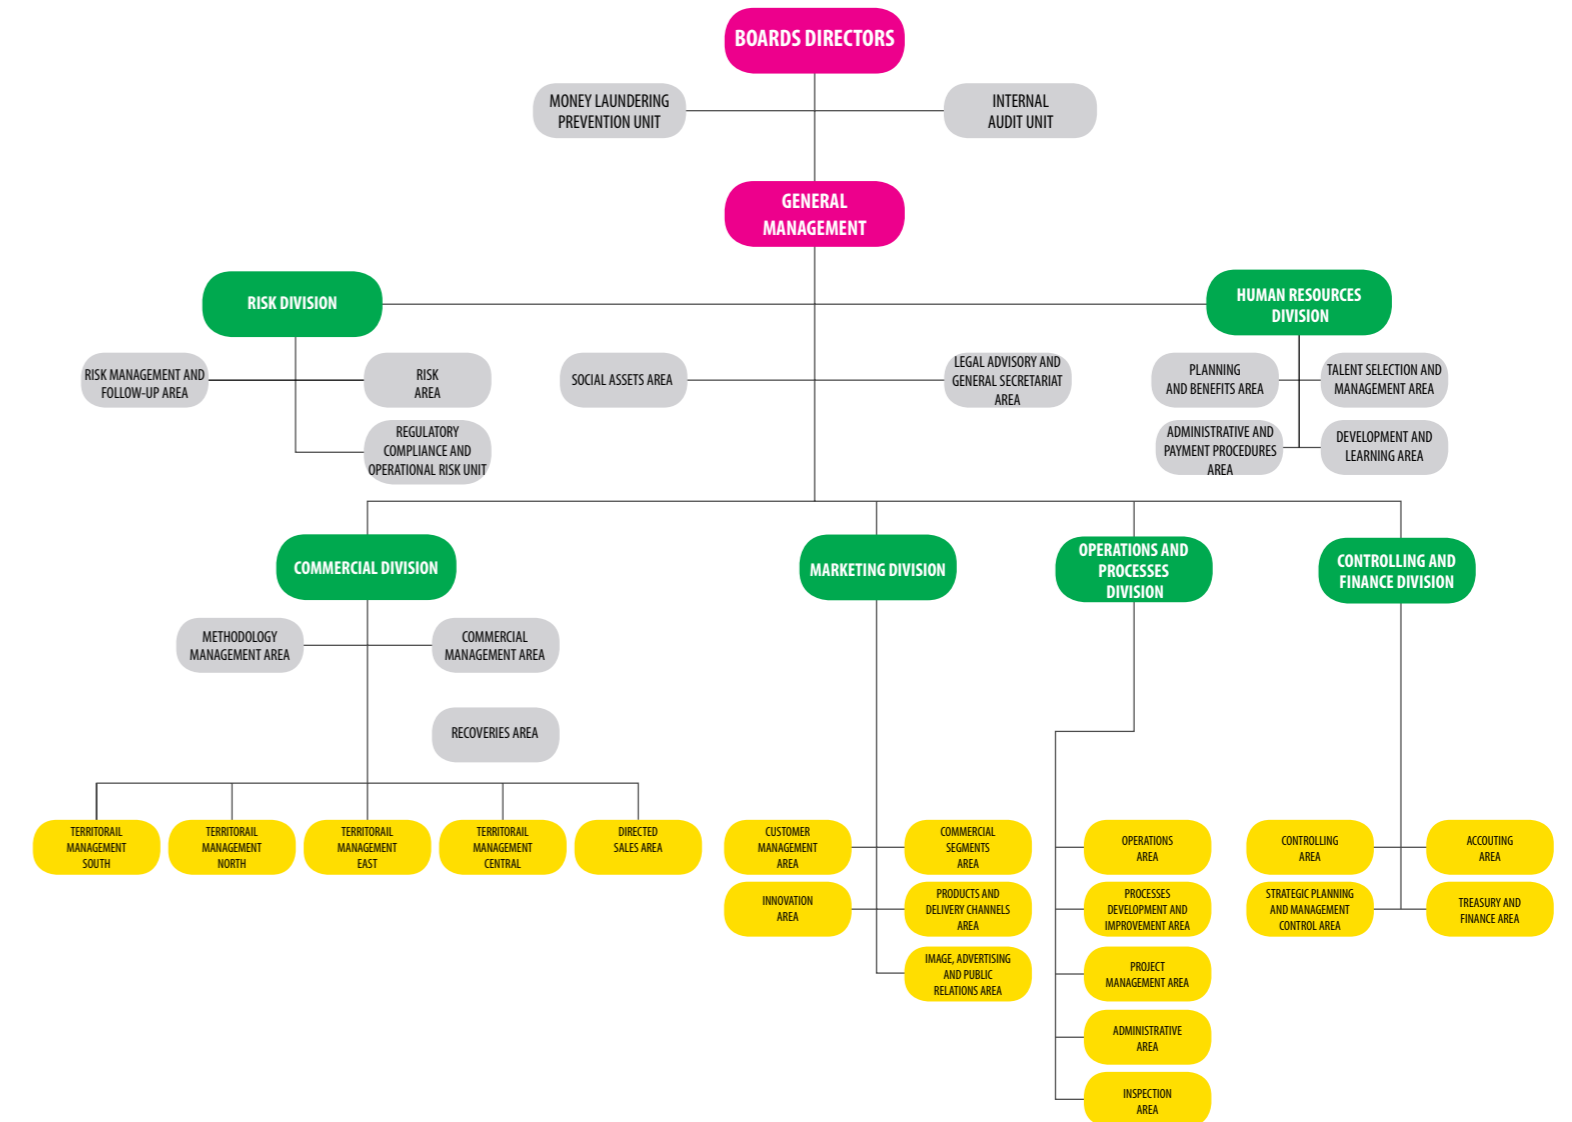 BOARDS DIRECTORS
MONEY LAUNDERING
PREVENTION UNIT
INTERNAL
AUDIT UNIT
GENERAL
MANAGEMENT
RISK DIVISION
HUMAN RESOURCES
DIVISION
RISK MANAGEMENT AND
FOLLOW-UP AREA
RISK
AREA
REGULATORY
COMPLIANCE AND
OPERATIONAL RISK UNIT
SOCIAL ASSETS AREA
LEGAL ADVISORY AND
GENERAL SECRETARIAT
AREA
PLANNING
AND BENEFITS AREA
TALENT SELECTION AND
MANAGEMENT AREA
ADMINISTRATIVE AND
PAYMENT PROCEDURES
AREA
DEVELOPMENT AND
LEARNING AREA
COMMERCIAL DIVISION
MARKETING DIVISION
OPERATIONS AND
PROCESSES
DIVISION
CONTROLLING AND
FINANCE DIVISION
METHODOLOGY
MANAGEMENT AREA
COMMERCIAL
MANAGEMENT AREA
RECOVERIES AREA
TERRITORAIL
MANAGEMENT
SOUTH
TERRITORAIL
MANAGEMENT
NORTH
TERRITORAIL
MANAGEMENT
EAST
TERRITORAIL
MANAGEMENT
CENTRAL
DIRECTED
SALES AREA
CUSTOMER
MANAGEMENT
AREA
COMMERCIAL
SEGMENTS
AREA
INNOVATION
AREA
PRODUCTS AND
DELIVERY CHANNELS
AREA
IMAGE, ADVERTISING
AND PUBLIC
RELATIONS AREA
OPERATIONS
AREA
PROCESSES
DEVELOPMENT AND
IMPROVEMENT AREA
PROJECT
MANAGEMENT AREA
ADMINISTRATIVE
AREA
INSPECTION
AREA
CONTROLLING
AREA
ACCOUTING
AREA
STRATEGIC PLANNING
AND MANAGEMENT
CONTROL AREA
TREASURY AND
FINANCE AREA